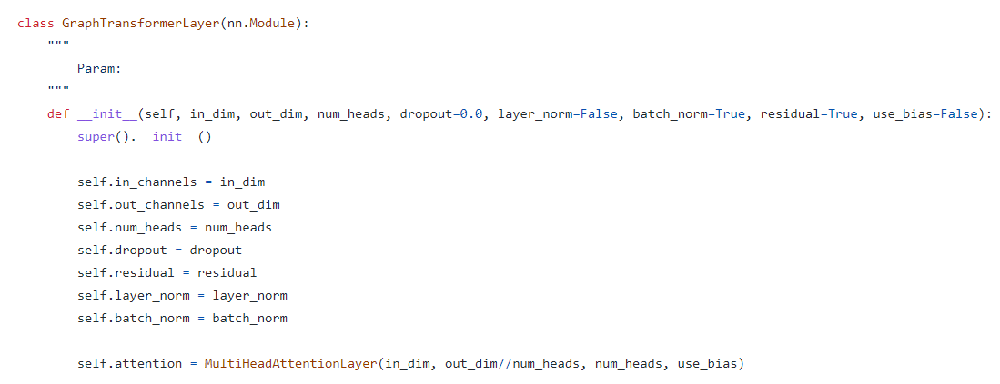 class GraphTransformerLayer(nn.Module):
    """
        Param:
    """
    def __init__(self, in_dim, out_dim, num_heads, dropout=0.0, layer_norm=False, batch_norm=True, residual=True, use_bias=False):
        super().__init__()

        self.in_channels = in_dim
        self.out_channels = out_dim
        self.num_heads = num_heads
        self.dropout = dropout
        self.residual = residual
        self.layer_norm = layer_norm
        self.batch_norm = batch_norm

        self.attention = MultiHeadAttentionLayer(in_dim, out_dim//num_heads, num_heads, use_bias)